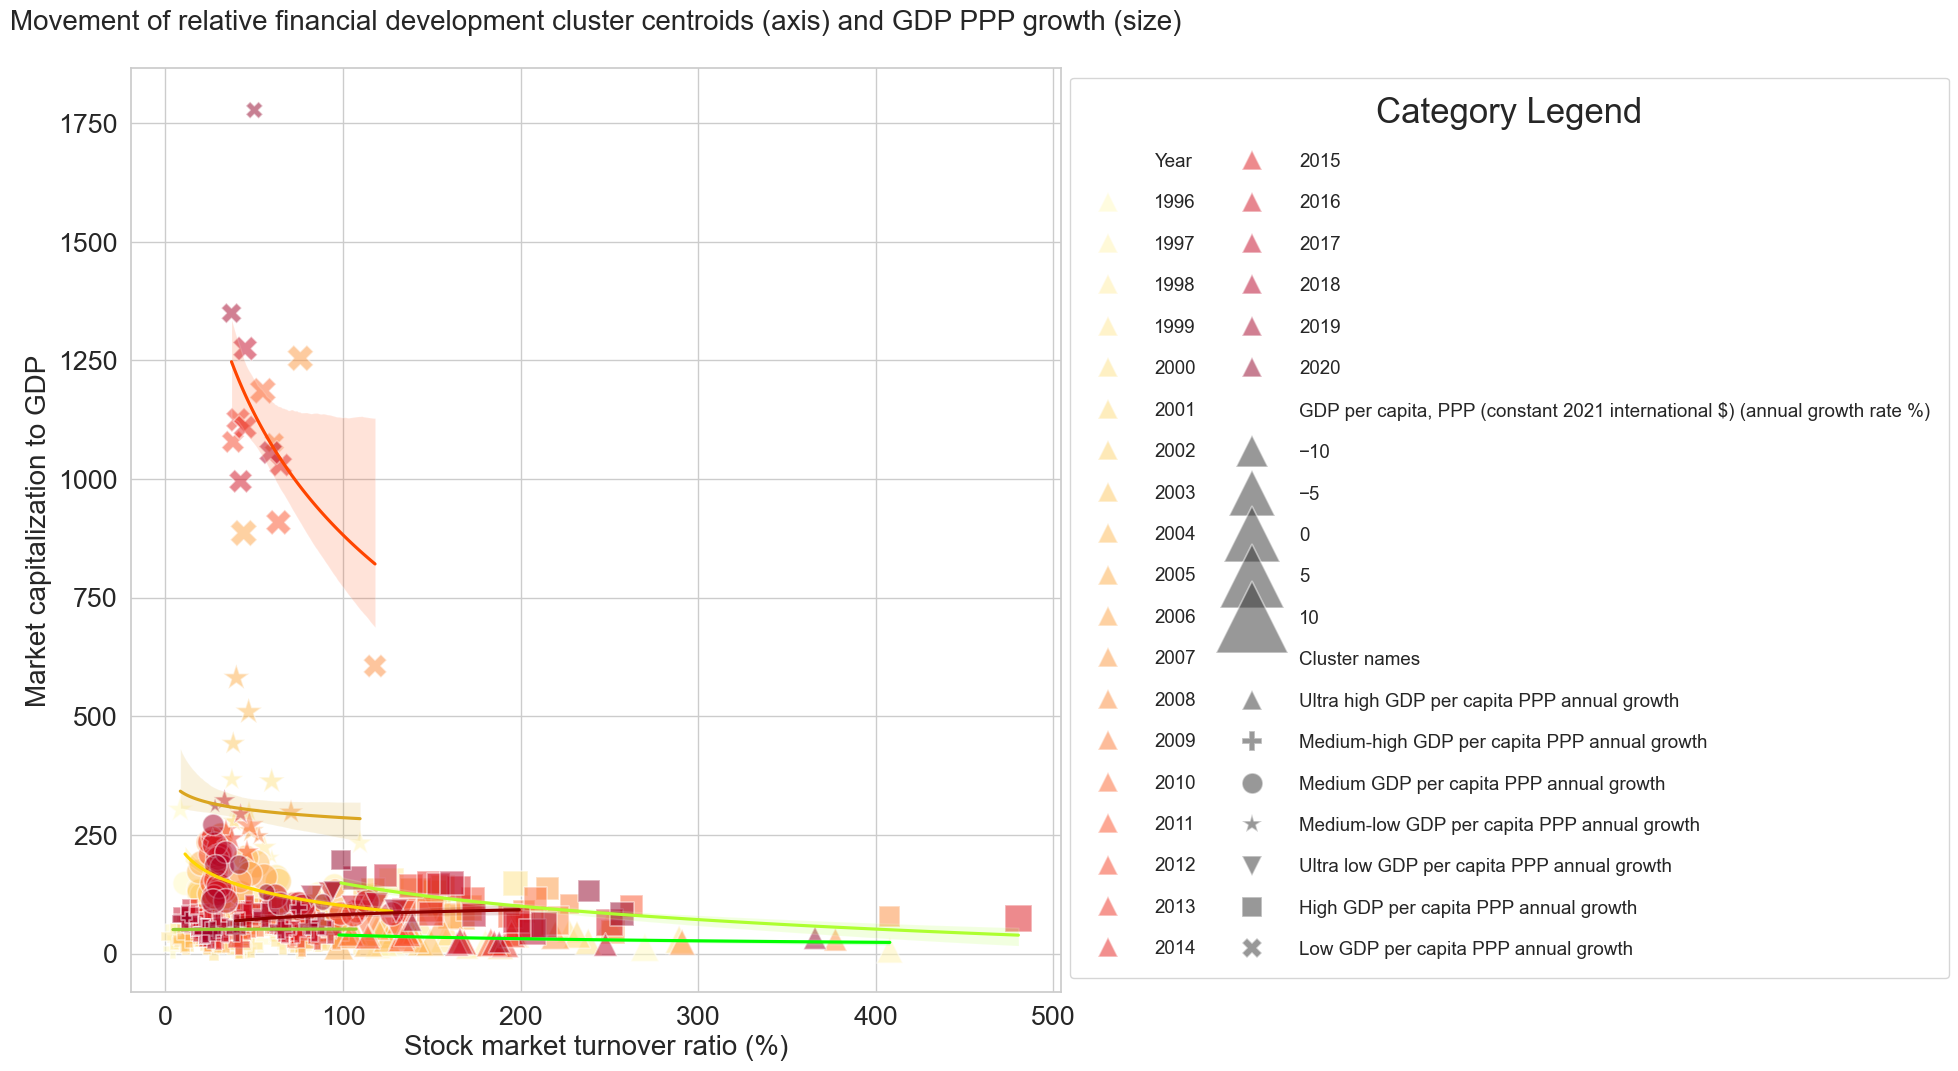 Movement of relative financial development cluster centroids (axis) and GDP PPP growth (size)
Market capitalization to GDP
1750
1500
1250
1000
750
500
250
0
0 100 200 300 400 500
Stock market turnover ratio (%)
Category Legend
Year
1996
1997
1998
1999
2000
2001
2002
2003
2004
2005
2006
2007
2008
2009
2010
2011
2012
2013
2014
2015
2016
2017
2018
2019
2020
GDP per capita, PPP (constant 2021 international $) (annual growth rate %)
−10
−5
0
5
10
Cluster names
Ultra high GDP per capita PPP annual growth
Medium-high GDP per capita PPP annual growth
Medium GDP per capita PPP annual growth
Medium-low GDP per capita PPP annual growth
Ultra low GDP per capita PPP annual growth
High GDP per capita PPP annual growth
Low GDP per capita PPP annual growth